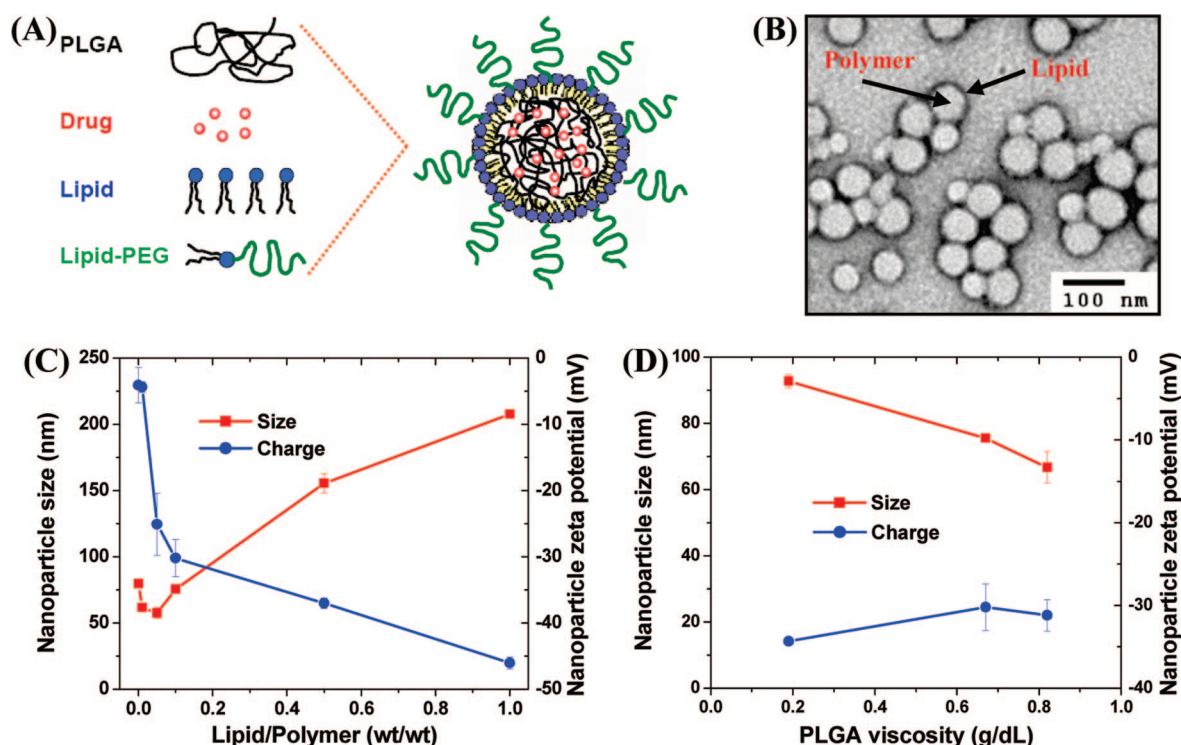 (A)
PLGA
Drug
Lipid
Lipid-PEG
(B)
Polymer
Lipid
100 nm
(C)
250
200
150
100
50
0
Nanoparticle size (nm)
Size
Charge
0
-10
-20
-30
-40
-50
Nanoparticle zeta potential (mV)
0.0 0.2 0.4 0.6 0.8 1.0
Lipid/Polymer (wt/wt)
(D)
100
80
60
40
20
0
Nanoparticle size (nm)
Size
Charge
0
-10
-20
-30
-40
Nanoparticle zeta potential (mV)
0.0 0.2 0.4 0.6 0.8 1.0
PLGA viscosity (g/dL)